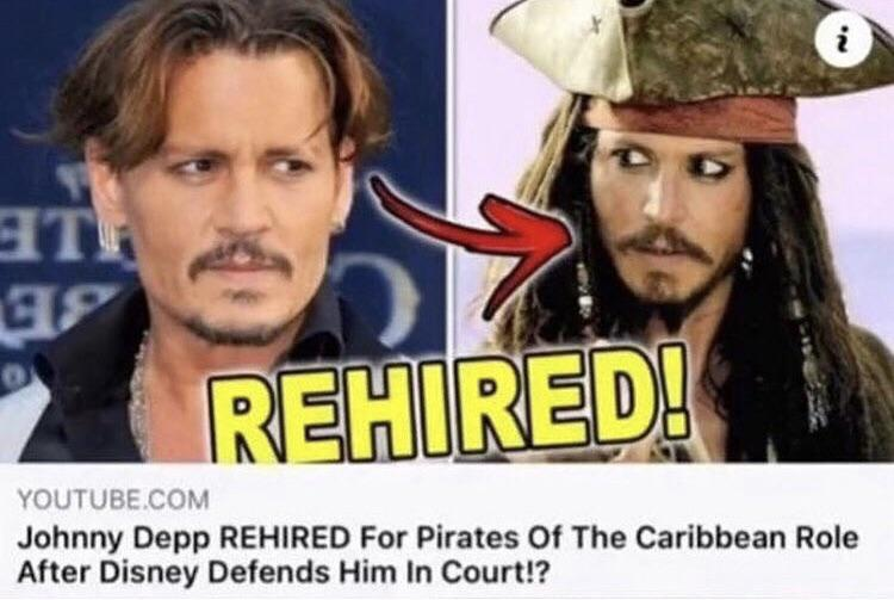 REHIRED!
YOUTUBE.COM
Johnny Depp REHIRED For Pirates Of The Caribbean Role
After Disney Defends Him In Court!?